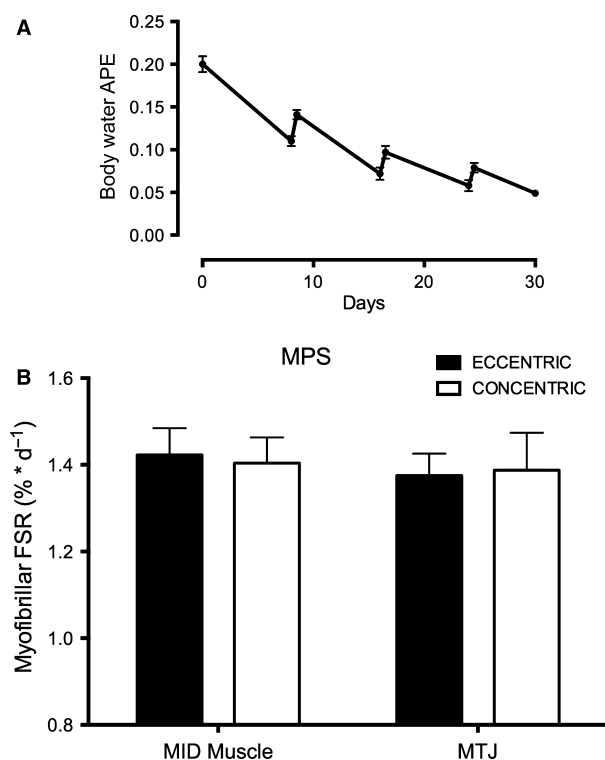 A
Body water APE
0.25
0.20
0.15
0.10
0.05
0.00
0 10 20 30
Days
B
MPS
ECCENTRIC
CONCENTRIC
Myofibrillar FSR (% * d⁻¹)
1.6
1.4
1.2
1.0
0.8
MID Muscle MTJ